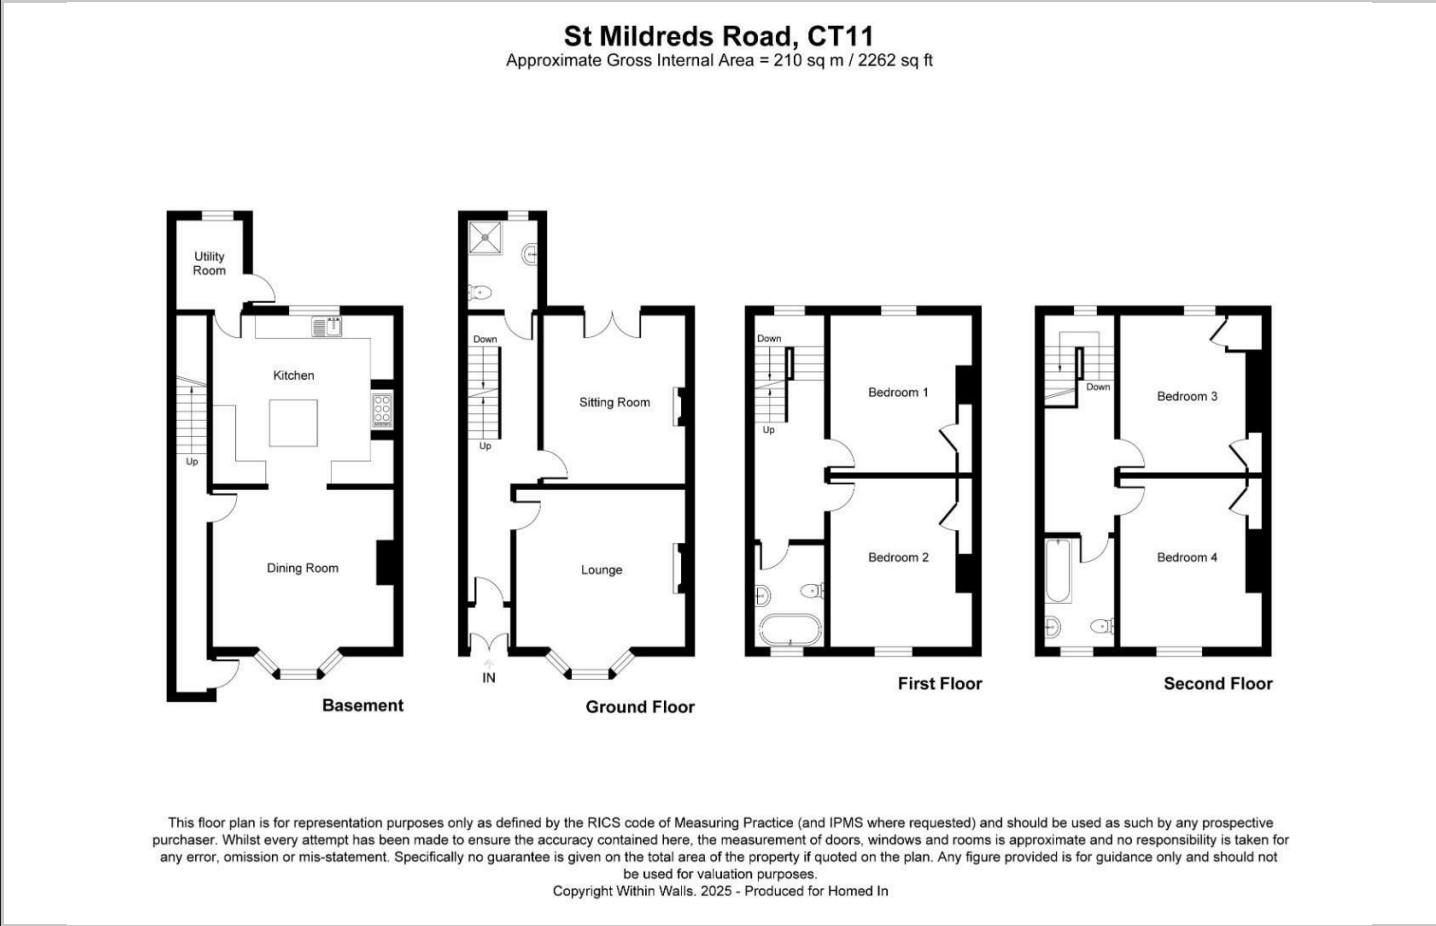 St Mildreds Road, CT11
Approximate Gross Internal Area = 210 sq m / 2262 sq ft
Utility
Room
Kitchen
Up
Dining Room
Basement
Down
Up
Sitting Room
Lounge
IN
Ground Floor
Down
Up
Bedroom 1
Bedroom 2
First Floor
Down
Bedroom 3
Bedroom 4
Second Floor
This floor plan is for representation purposes only as defined by the RICS code of Measuring Practice (and IPMS where requested) and should be used as such by any prospective
purchaser. Whilst every attempt has been made to ensure the accuracy contained here, the measurement of doors, windows and rooms is approximate and no responsibility is taken for
any error, omission or mis-statement. Specifically no guarantee is given on the total area of the property if quoted on the plan. Any figure provided is for guidance only and should not
be used for valuation purposes.
Copyright Within Walls. 2025 - Produced for Homed In